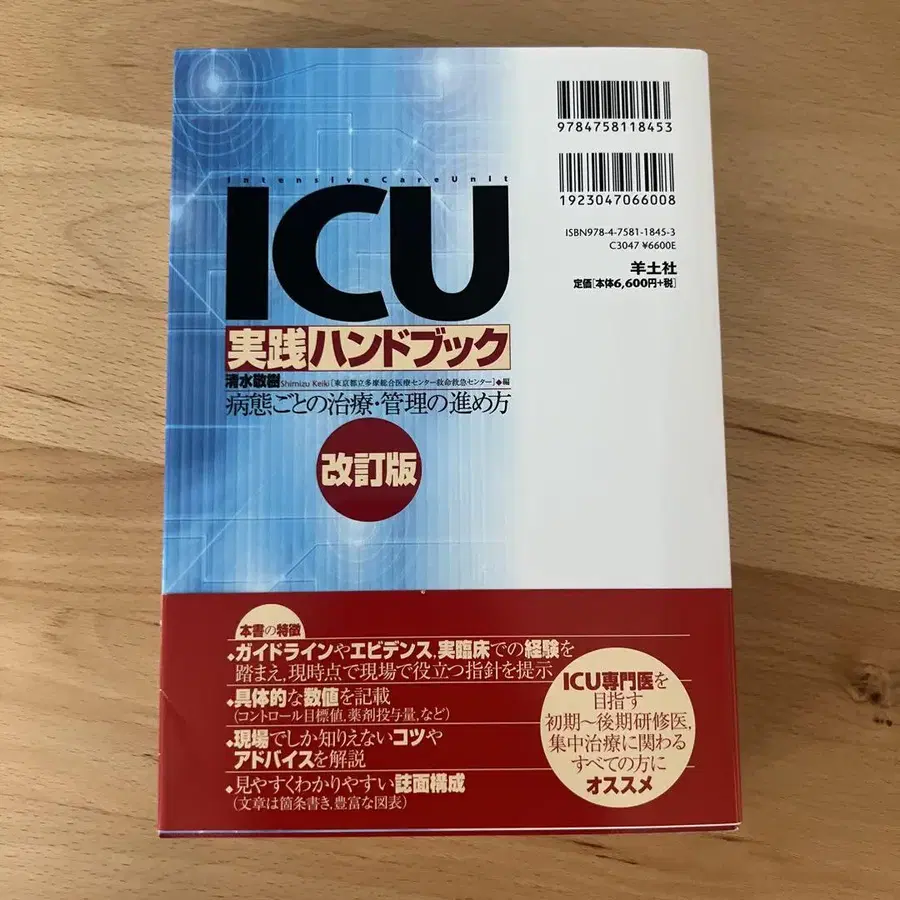 9784758118453
1923047066008
ISBN978-4-7581-1845-3
C3047 ¥6600E
羊土社
定価[本体6,600円+税]
Intensive Care Unit
ICU
実践ハンドブック
清水敬樹 Shimizu Keiki [東京都立多摩総合医療センター救命救急センター]◆編
病態ごとの治療・管理の進め方
改訂版
本書の特徴
◆ガイドラインやエビデンス,実臨床での経験を
踏まえ,現時点で現場で役立つ指針を提示
◆具体的な数値を記載
(コントロール目標値,薬剤投与量,など)
◆現場でしか知りえないコツや
アドバイスを解説
◆見やすくわかりやすい誌面構成
(文章は箇条書き,豊富な図表)
ICU専門医を
目指す
初期〜後期研修医,
集中治療に関わる
すべての方に
オススメ